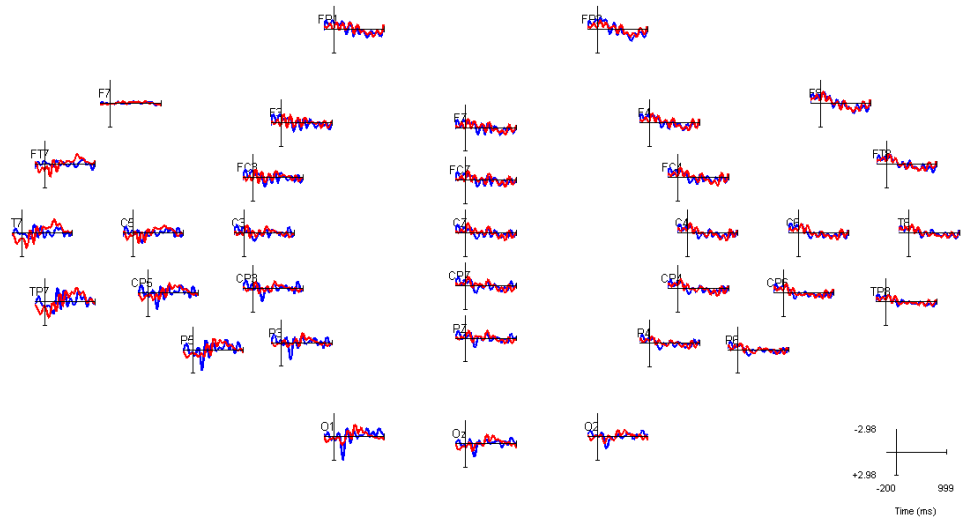 FP1 FP2
F7 F8
F3 FZ F4
FT7 FT8
FC3 FCZ FC4
T7 C5 C3 CZ C4 C6 T8
TP7 CP5 CP3 CPZ CP4 CP6 TP8
P5 P3 PZ P4 P6
O1 Oz O2
-2.98
+2.98
-200 999
Time (ms)